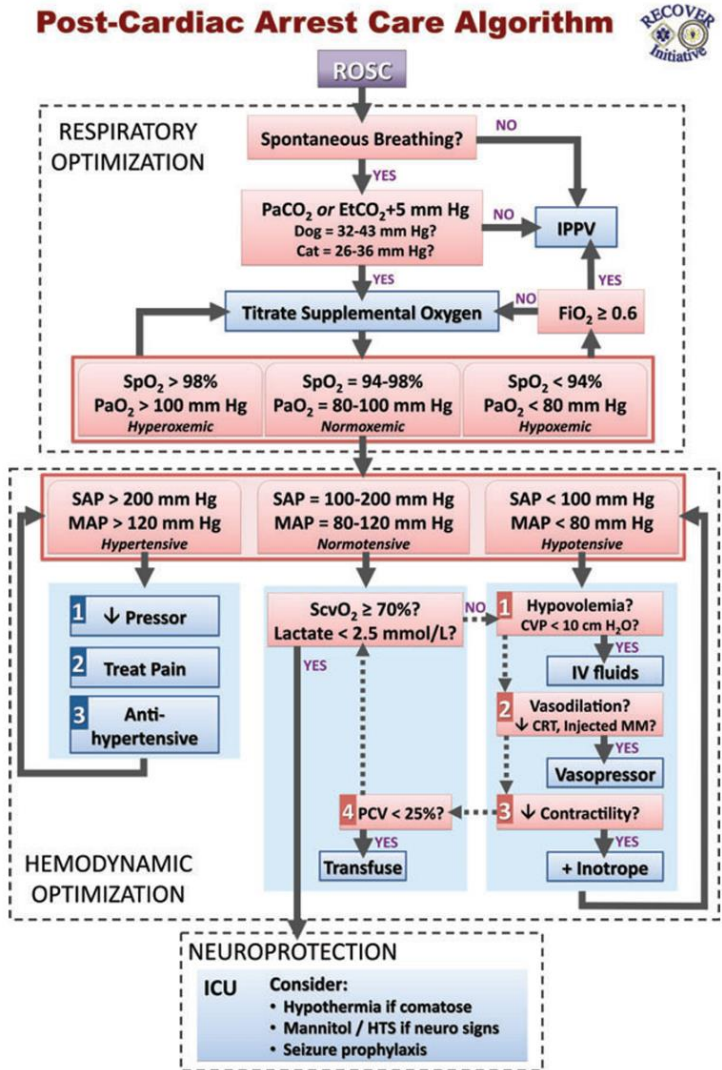 Post-Cardiac Arrest Care Algorithm
RECOVER
Initiative
ROSC
RESPIRATORY
OPTIMIZATION
Spontaneous Breathing?
NO
YES
PaCO₂ or EtCO₂+5 mm Hg
Dog = 32-43 mm Hg?
Cat = 26-36 mm Hg?
NO
IPPV
YES
YES
Titrate Supplemental Oxygen
NO
FiO₂ ≥ 0.6
SpO₂ > 98%
PaO₂ > 100 mm Hg
Hyperoxemic
SpO₂ = 94-98%
PaO₂ = 80-100 mm Hg
Normoxemic
SpO₂ < 94%
PaO₂ < 80 mm Hg
Hypoxemic
SAP > 200 mm Hg
MAP > 120 mm Hg
Hypertensive
SAP = 100-200 mm Hg
MAP = 80-120 mm Hg
Normotensive
SAP < 100 mm Hg
MAP < 80 mm Hg
Hypotensive
1 ↓ Pressor
2 Treat Pain
3 Anti-
hypertensive
ScvO₂ ≥ 70%?
Lactate < 2.5 mmol/L?
NO
YES
1 Hypovolemia?
CVP < 10 cm H₂O?
YES
IV fluids
2 Vasodilation?
↓ CRT, Injected MM?
YES
Vasopressor
3 ↓ Contractility?
YES
+ Inotrope
4 PCV < 25%?
YES
Transfuse
HEMODYNAMIC
OPTIMIZATION
NEUROPROTECTION
ICU Consider:
• Hypothermia if comatose
• Mannitol / HTS if neuro signs
• Seizure prophylaxis